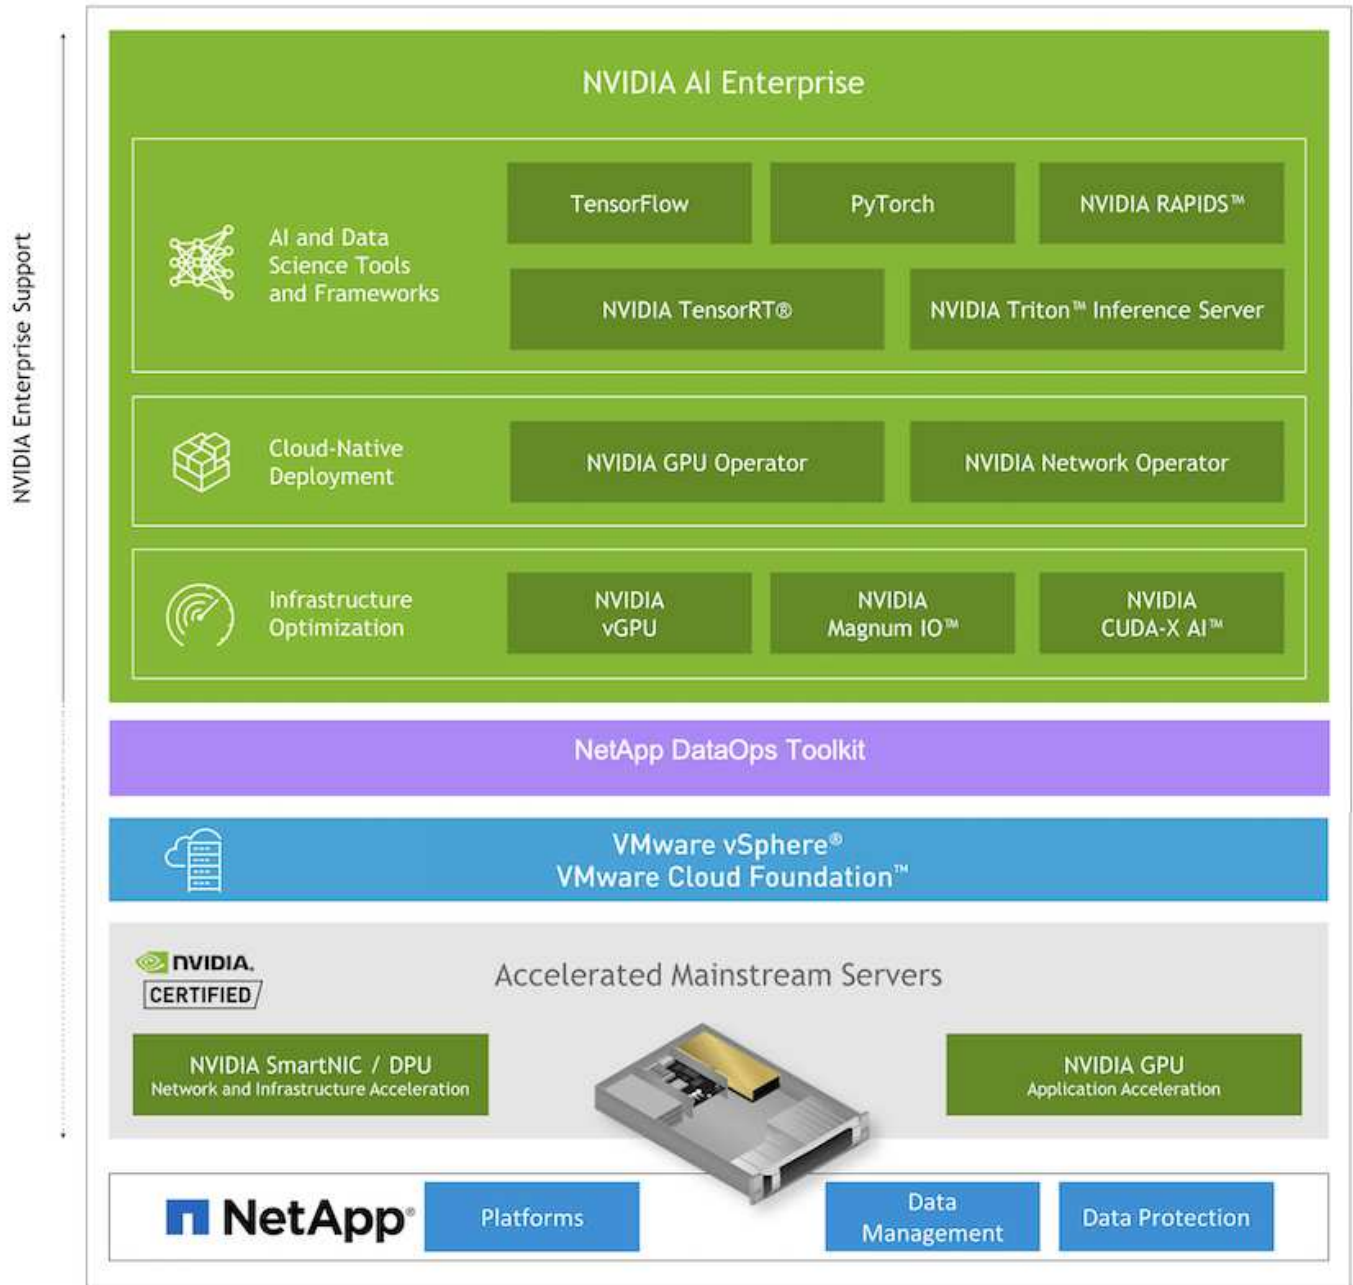 NVIDIA Enterprise Support
NVIDIA AI Enterprise
AI and Data
Science Tools
and Frameworks
TensorFlow
PyTorch
NVIDIA RAPIDS™
NVIDIA TensorRT®
NVIDIA Triton™ Inference Server
Cloud-Native
Deployment
NVIDIA GPU Operator
NVIDIA Network Operator
Infrastructure
Optimization
NVIDIA
vGPU
NVIDIA
Magnum IO™
NVIDIA
CUDA-X AI™
NetApp DataOps Toolkit
VMware vSphere®
VMware Cloud Foundation™
NVIDIA.
CERTIFIED
Accelerated Mainstream Servers
NVIDIA SmartNIC / DPU
Network and Infrastructure Acceleration
NVIDIA GPU
Application Acceleration
NetApp®
Platforms
Data
Management
Data Protection